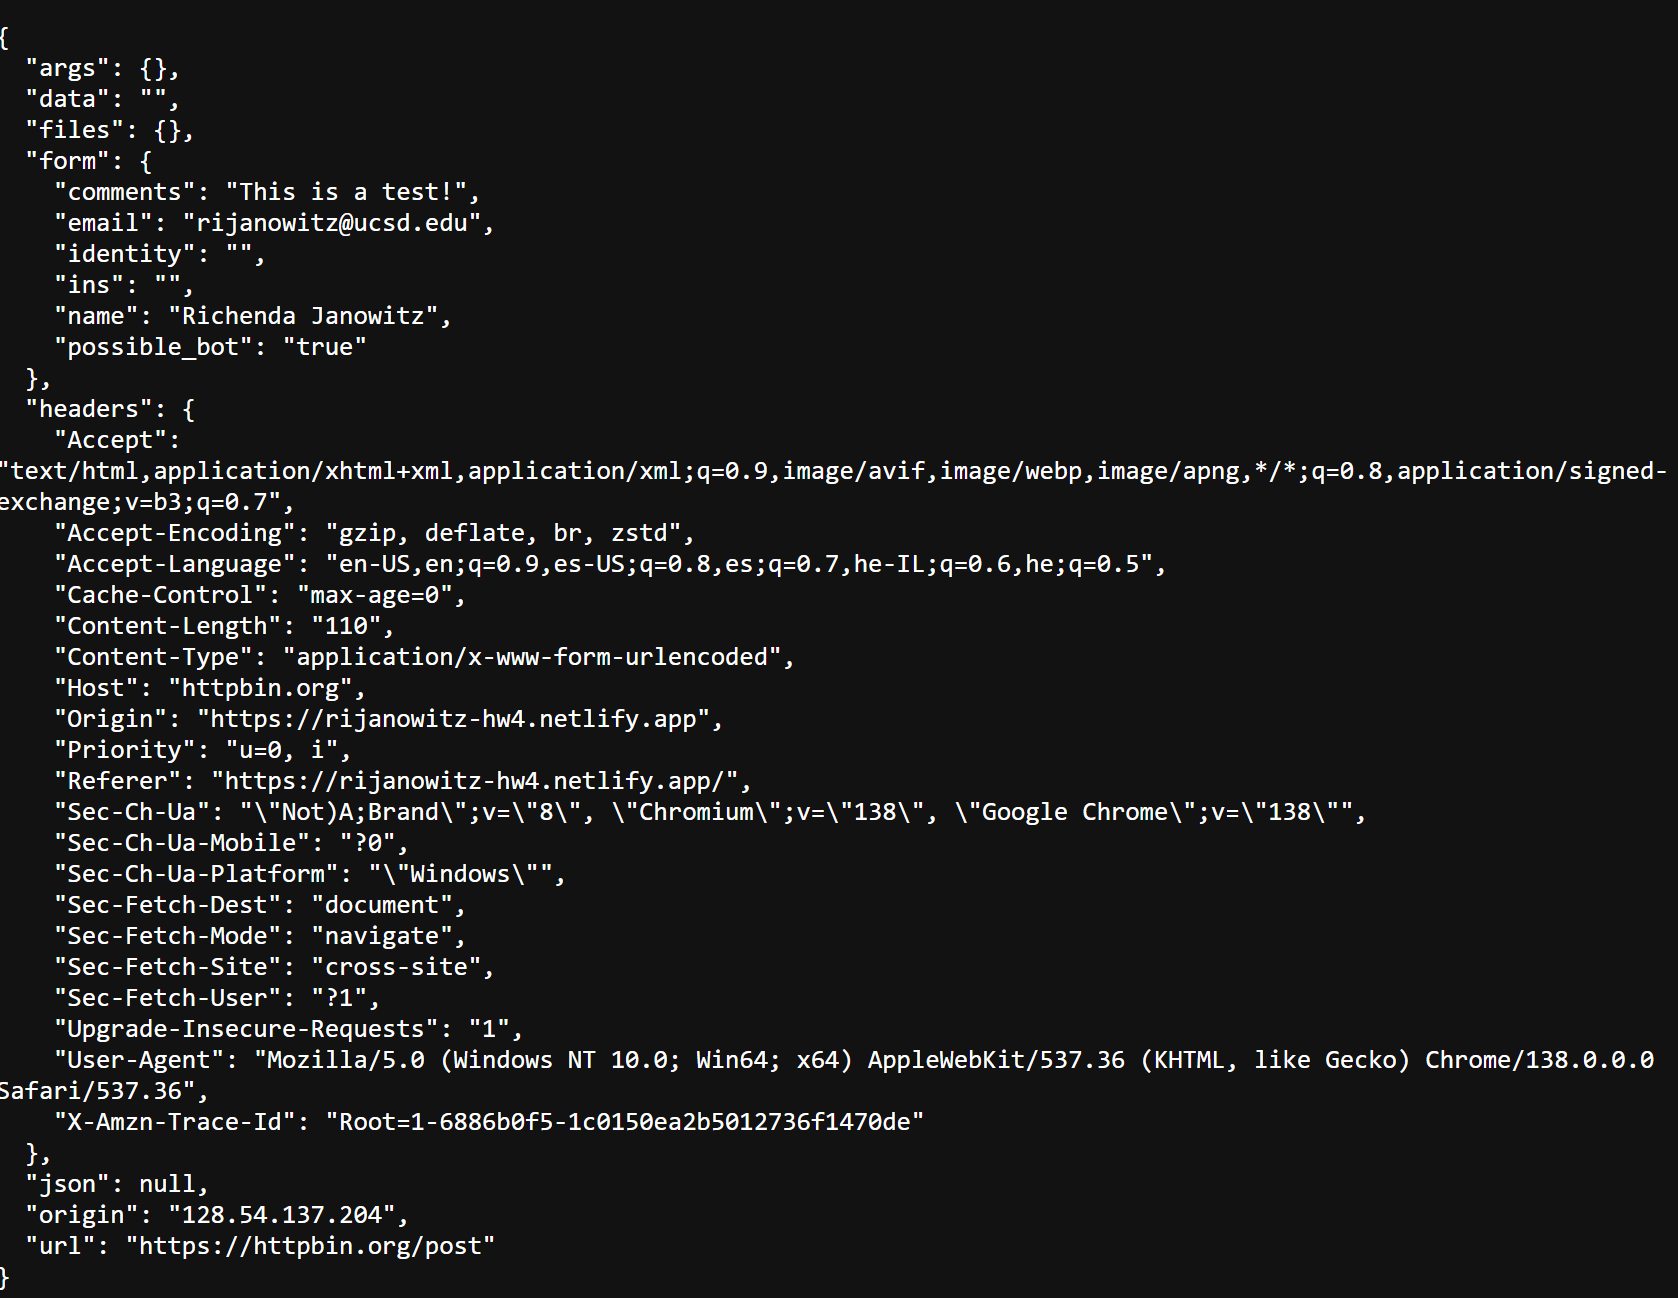 {
  "args": {},
  "data": "",
  "files": {},
  "form": {
    "comments": "This is a test!",
    "email": "rijanowitz@ucsd.edu",
    "identity": "",
    "ins": "",
    "name": "Richenda Janowitz",
    "possible_bot": "true"
  },
  "headers": {
    "Accept":
"text/html,application/xhtml+xml,application/xml;q=0.9,image/avif,image/webp,image/apng,*/*;q=0.8,application/signed-
exchange;v=b3;q=0.7",
    "Accept-Encoding": "gzip, deflate, br, zstd",
    "Accept-Language": "en-US,en;q=0.9,es-US;q=0.8,es;q=0.7,he-IL;q=0.6,he;q=0.5",
    "Cache-Control": "max-age=0",
    "Content-Length": "110",
    "Content-Type": "application/x-www-form-urlencoded",
    "Host": "httpbin.org",
    "Origin": "https://rijanowitz-hw4.netlify.app",
    "Priority": "u=0, i",
    "Referer": "https://rijanowitz-hw4.netlify.app/",
    "Sec-Ch-Ua": "\"Not)A;Brand\";v=\"8\", \"Chromium\";v=\"138\", \"Google Chrome\";v=\"138\"",
    "Sec-Ch-Ua-Mobile": "?0",
    "Sec-Ch-Ua-Platform": "\"Windows\"",
    "Sec-Fetch-Dest": "document",
    "Sec-Fetch-Mode": "navigate",
    "Sec-Fetch-Site": "cross-site",
    "Sec-Fetch-User": "?1",
    "Upgrade-Insecure-Requests": "1",
    "User-Agent": "Mozilla/5.0 (Windows NT 10.0; Win64; x64) AppleWebKit/537.36 (KHTML, like Gecko) Chrome/138.0.0.0
Safari/537.36",
    "X-Amzn-Trace-Id": "Root=1-6886b0f5-1c0150ea2b5012736f1470de"
  },
  "json": null,
  "origin": "128.54.137.204",
  "url": "https://httpbin.org/post"
}